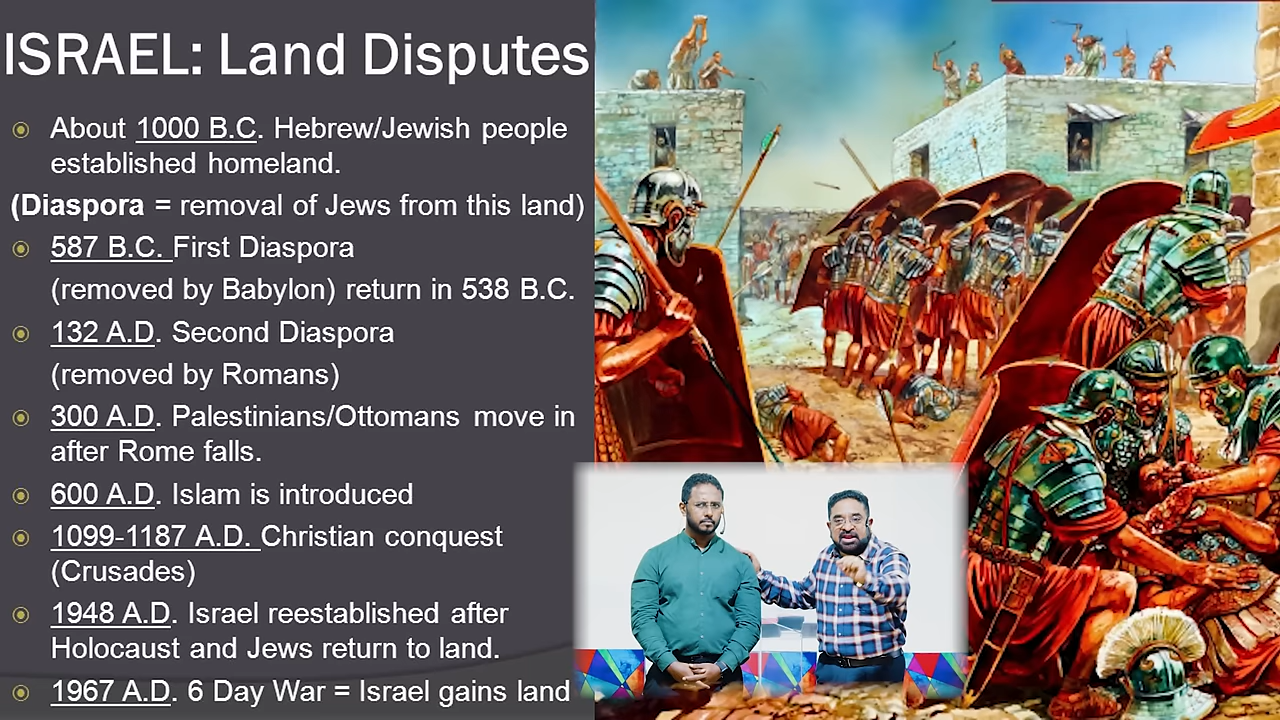 ISRAEL: Land Disputes
About 1000 B.C. Hebrew/Jewish people
established homeland.
(Diaspora = removal of Jews from this land)
587 B.C. First Diaspora
(removed by Babylon) return in 538 B.C.
132 A.D. Second Diaspora
(removed by Romans)
300 A.D. Palestinians/Ottomans move in
after Rome falls.
600 A.D. Islam is introduced
1099-1187 A.D. Christian conquest
(Crusades)
1948 A.D. Israel reestablished after
Holocaust and Jews return to land.
1967 A.D. 6 Day War = Israel gains land